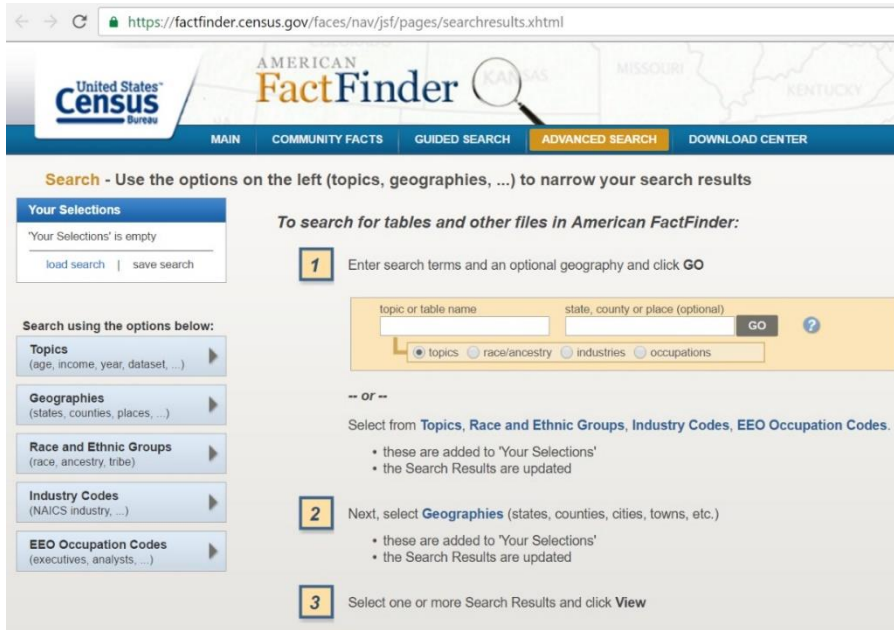 https://factfinder.census.gov/faces/nav/jsf/pages/searchresults.xhtml
United States™
Census
Bureau
AMERICAN
FactFinder
KANSAS
MISSOURI
KENTUCKY
MAIN
COMMUNITY FACTS
GUIDED SEARCH
ADVANCED SEARCH
DOWNLOAD CENTER
Search - Use the options on the left (topics, geographies, ...) to narrow your search results
Your Selections
'Your Selections' is empty
load search | save search
Search using the options below:
Topics
(age, income, year, dataset, ...)
Geographies
(states, counties, places, ...)
Race and Ethnic Groups
(race, ancestry, tribe)
Industry Codes
(NAICS industry, ...)
EEO Occupation Codes
(executives, analysts, ...)
To search for tables and other files in American FactFinder:
1 Enter search terms and an optional geography and click GO
topic or table name
state, county or place (optional)
GO
?
topics race/ancestry industries occupations
-- or --
Select from Topics, Race and Ethnic Groups, Industry Codes, EEO Occupation Codes.
• these are added to 'Your Selections'
• the Search Results are updated
2 Next, select Geographies (states, counties, cities, towns, etc.)
• these are added to 'Your Selections'
• the Search Results are updated
3 Select one or more Search Results and click View